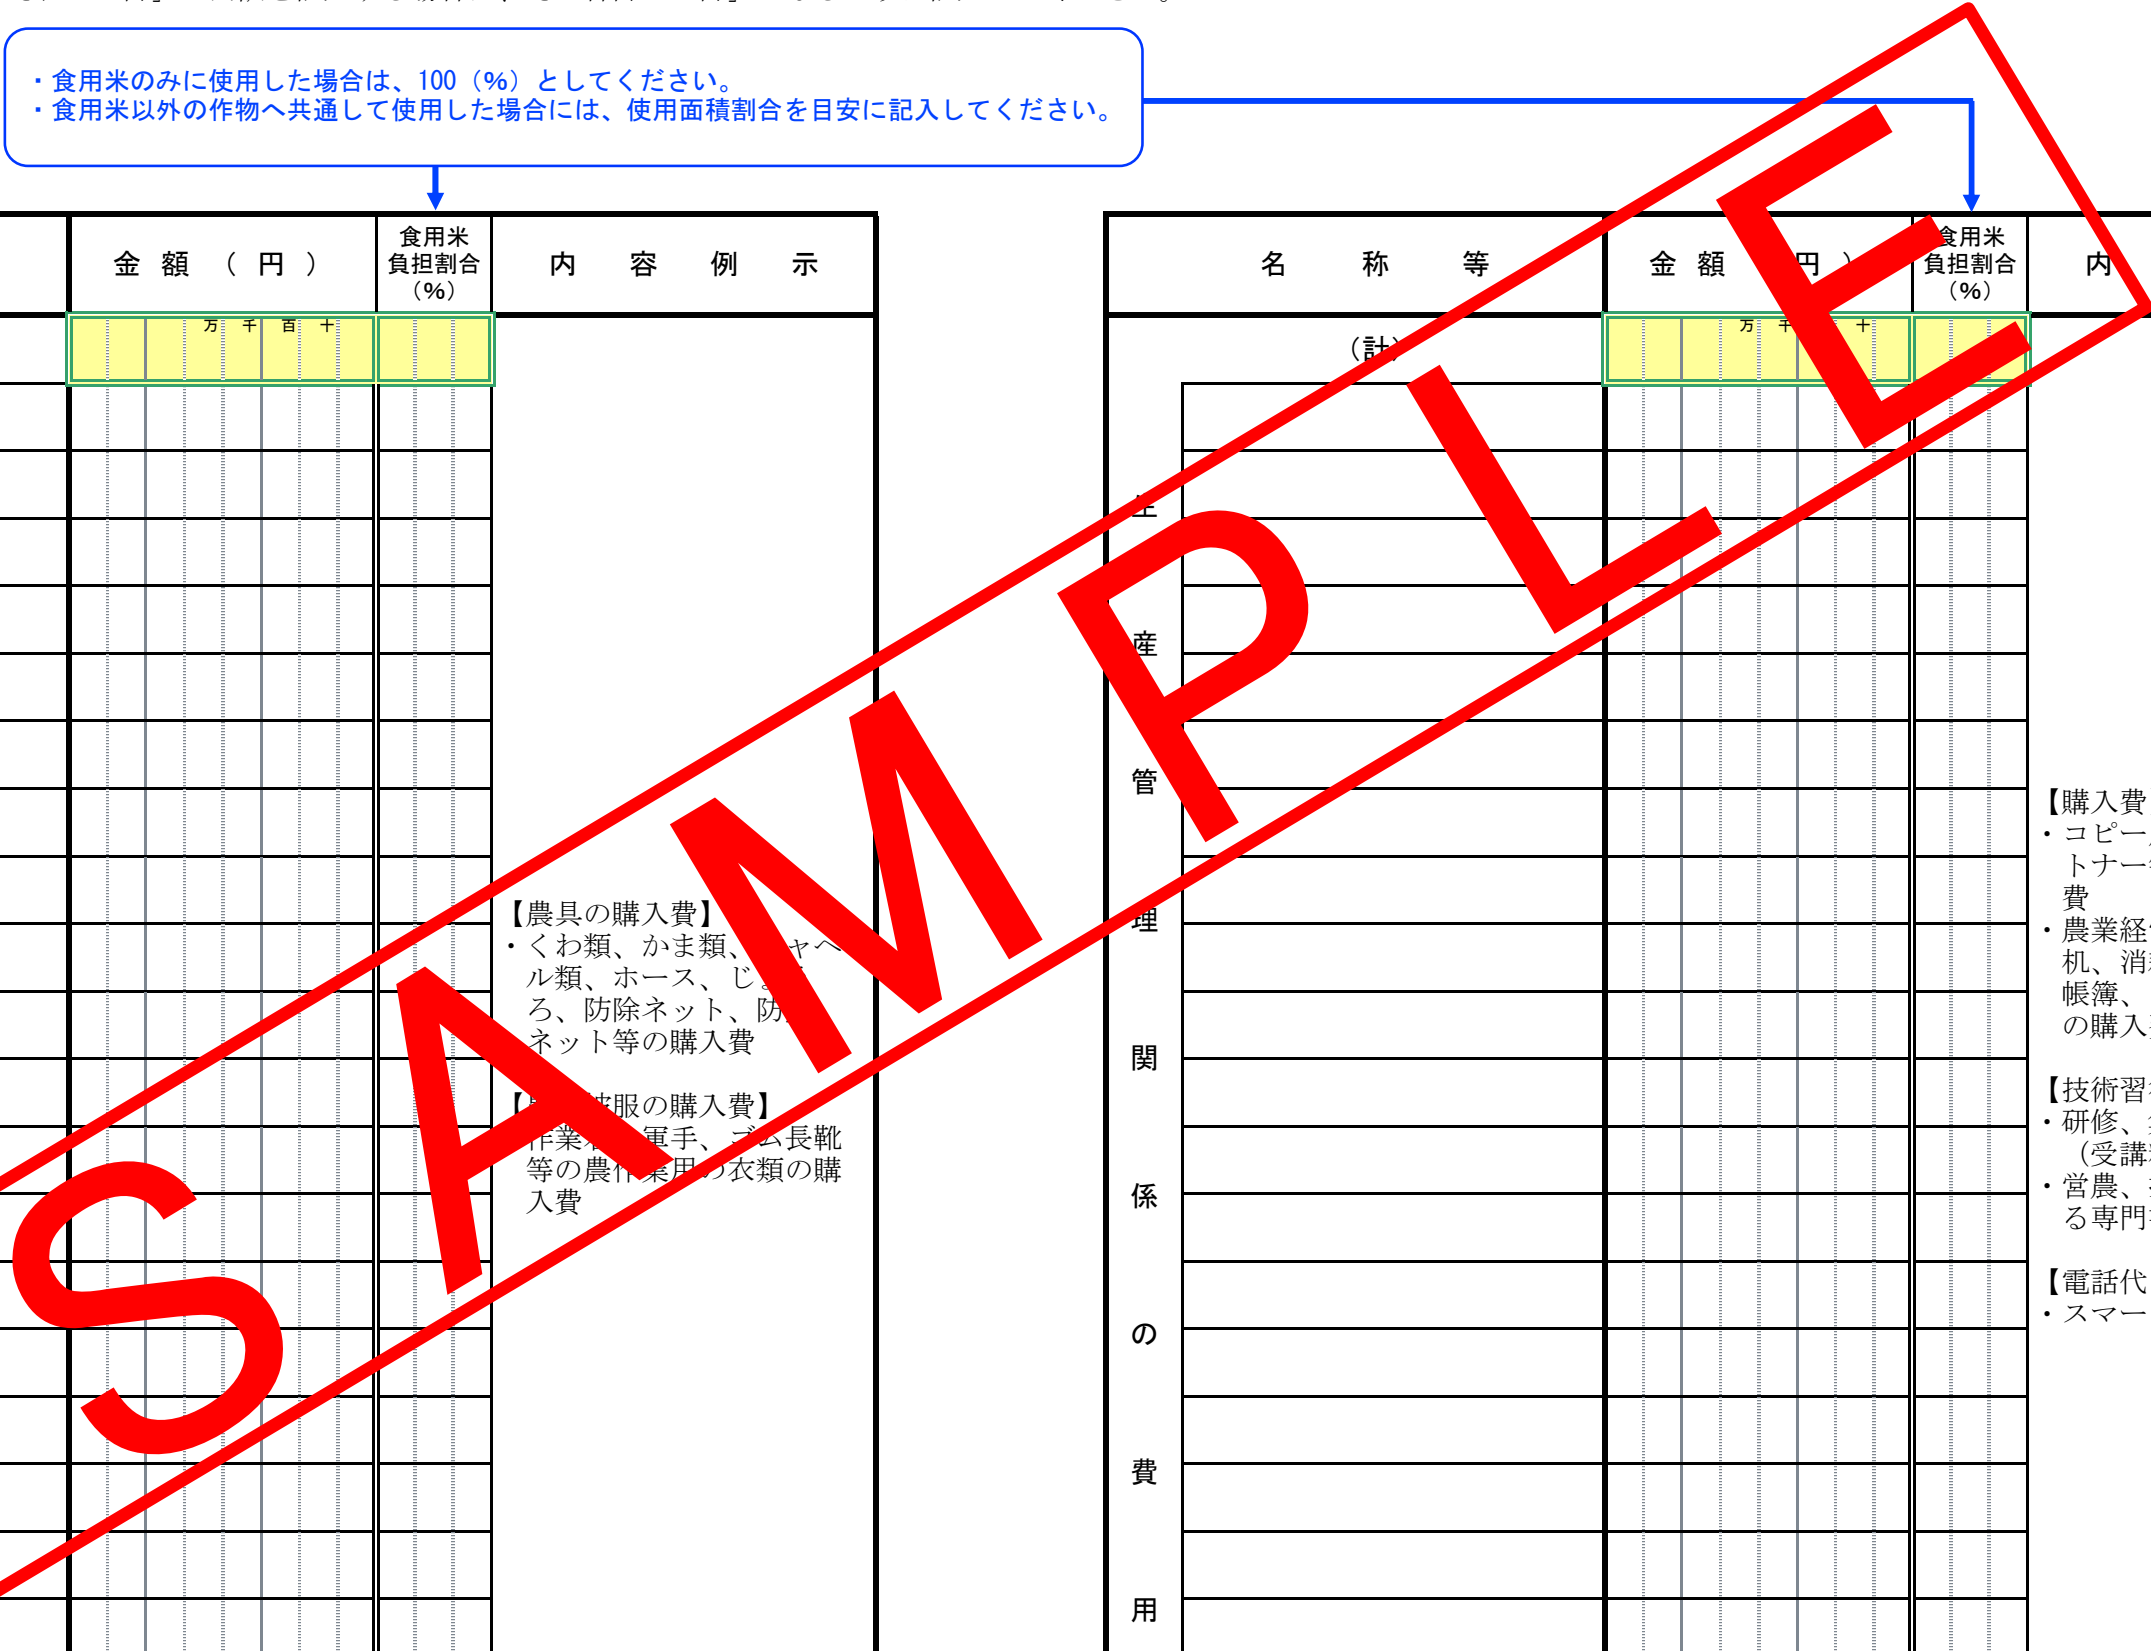 ・食用米のみに使用した場合は、100（%）としてください。
・食用米以外の作物へ共通して使用した場合には、使用面積割合を目安に記入してください。
金額（円）
食用米
負担割合
（%）
内容例示
万千百十
【農具の購入費】
・くわ類、かま類、
ル類、ホース、じ
ろ、防除ネット、防
ネット等の購入費
被服の購入費】
作業着 軍手、ゴム長靴
等の農作業用の衣類の購
入費
名称等
金額 円）
食用米
負担割合
（%）
内
（計）
万千 十
生産管理関係の費用
【購入費
・コピー
トナー
費
・農業経
机、消
帳簿、
の購入
【技術習
・研修、
（受講
・営農、
る専門
【電話代
・スマー
SAMPLE